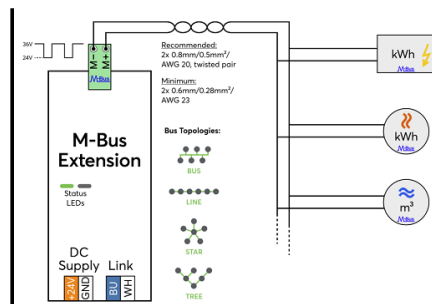 36V
24V
M–
M+
M-Bus
Recommended:
2x 0.8mm/0.5mm²/
AWG 20, twisted pair
Minimum:
2x 0.6mm/0.28mm²/
AWG 23
kWh
M-Bus
kWh
M-Bus
m³
M-Bus
M-Bus
Extension
Status
LEDs
Bus Topologies:
BUS
LINE
STAR
TREE
DC
Supply
Link
+24V
GND
BU
WH